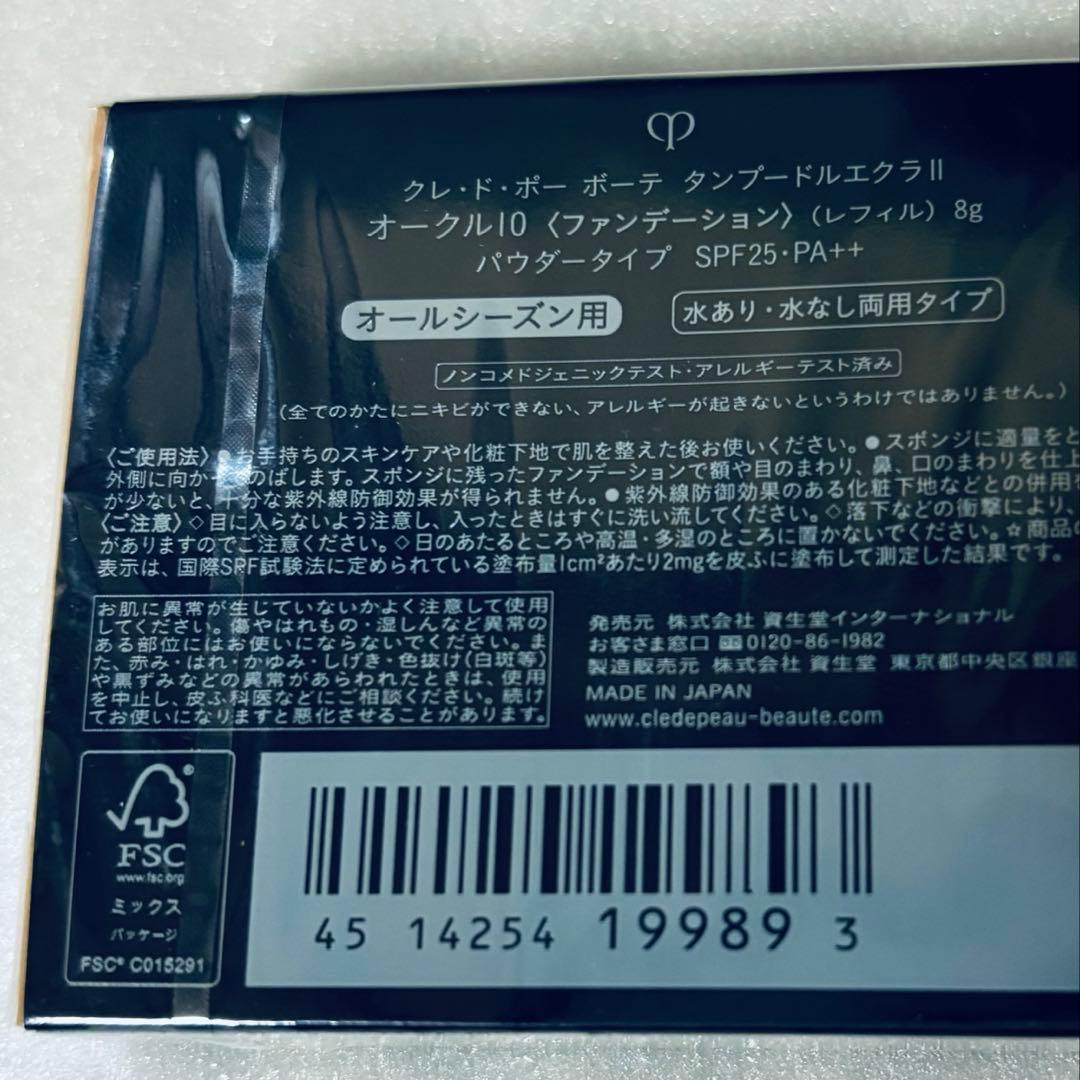 クレ・ド・ポー ボーテ タンプードルエクラⅡ
オークル10〈ファンデーション〉(レフィル) 8g
パウダータイプ SPF25・PA++
オールシーズン用
水あり・水なし両用タイプ
ノンコメドジェニックテスト・アレルギーテスト済み
(全てのかたにニキビができない、アレルギーが起きないというわけではありません。)
〈ご使用法〉●お手持ちのスキンケアや化粧下地で肌を整えた後お使いください。●スポンジに適量をと
外側に向か のばします。スポンジに残ったファンデーションで額や目のまわり、鼻、口のまわりを仕上
が少ないと、十分な紫外線防御効果が得られません。●紫外線防御効果のある化粧下地などとの併用を
〈ご注意〉◇目に入らないよう注意し、入ったときはすぐに洗い流してください。◇落下などの衝撃により、
がありますのでご注意ください。◇日のあたるところや高温・多湿のところに置かないでください。☆商品の
表示は、国際SPF試験法に定められている塗布量1cm²あたり2mgを皮ふに塗布して測定した結果です。
お肌に異常が生じていないかよく注意して使用
してください。傷やはれもの・湿しんなど異常の
ある部位にはお使いにならないでください。ま
た、赤み・はれ・かゆみ・しげき・色抜け(白斑等)
や黒ずみなどの異常があらわれたときは、使用
を中止し、皮ふ科医などにご相談ください。続け
てお使いになりますと悪化させることがあります。
発売元 株式会社 資生堂インターナショナル
お客さま窓口 0120-86-1982
製造販売元 株式会社 資生堂 東京都中央区銀座
MADE IN JAPAN
www.cledepeau-beaute.com
FSC®
www.fsc.org
ミックス
パッケージ
FSC® C015291
45 14254 19989 3